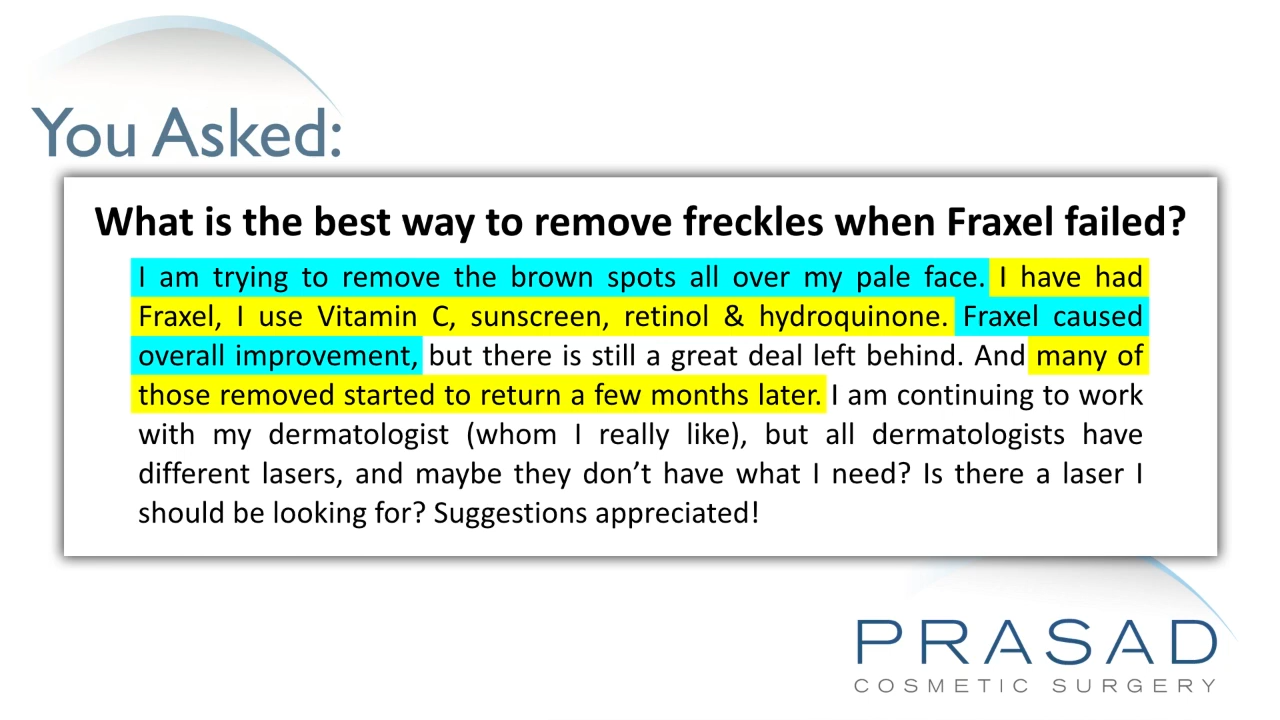 You Asked:
What is the best way to remove freckles when Fraxel failed?
I am trying to remove the brown spots all over my pale face. I have had
Fraxel, I use Vitamin C, sunscreen, retinol & hydroquinone. Fraxel caused
overall improvement, but there is still a great deal left behind. And many of
those removed started to return a few months later. I am continuing to work
with my dermatologist (whom I really like), but all dermatologists have
different lasers, and maybe they don’t have what I need? Is there a laser I
should be looking for? Suggestions appreciated!
PRASAD
COSMETIC SURGERY